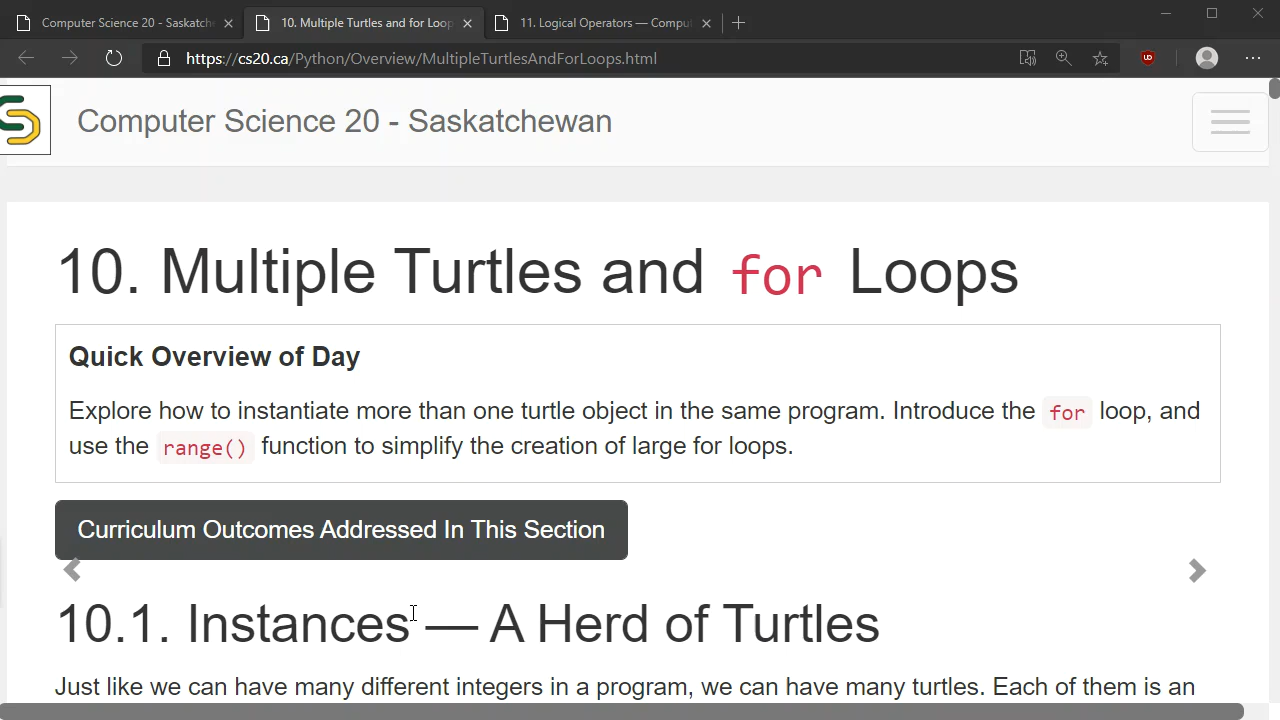 Computer Science 20 - Saskatch
10. Multiple Turtles and for Loop
11. Logical Operators — Comput
https://cs20.ca/Python/Overview/MultipleTurtlesAndForLoops.html
Computer Science 20 - Saskatchewan
10. Multiple Turtles and for Loops
Quick Overview of Day
Explore how to instantiate more than one turtle object in the same program. Introduce the for loop, and
use the range() function to simplify the creation of large for loops.
Curriculum Outcomes Addressed In This Section
10.1. Instances — A Herd of Turtles
Just like we can have many different integers in a program, we can have many turtles. Each of them is an